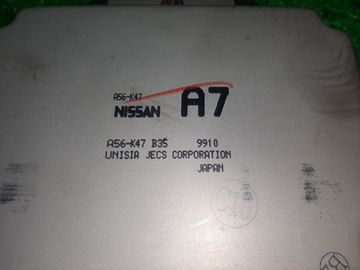 A56-K47
NISSAN A7
A56-K47 B35 9910
UNISIA JECS CORPORATION
JAPAN